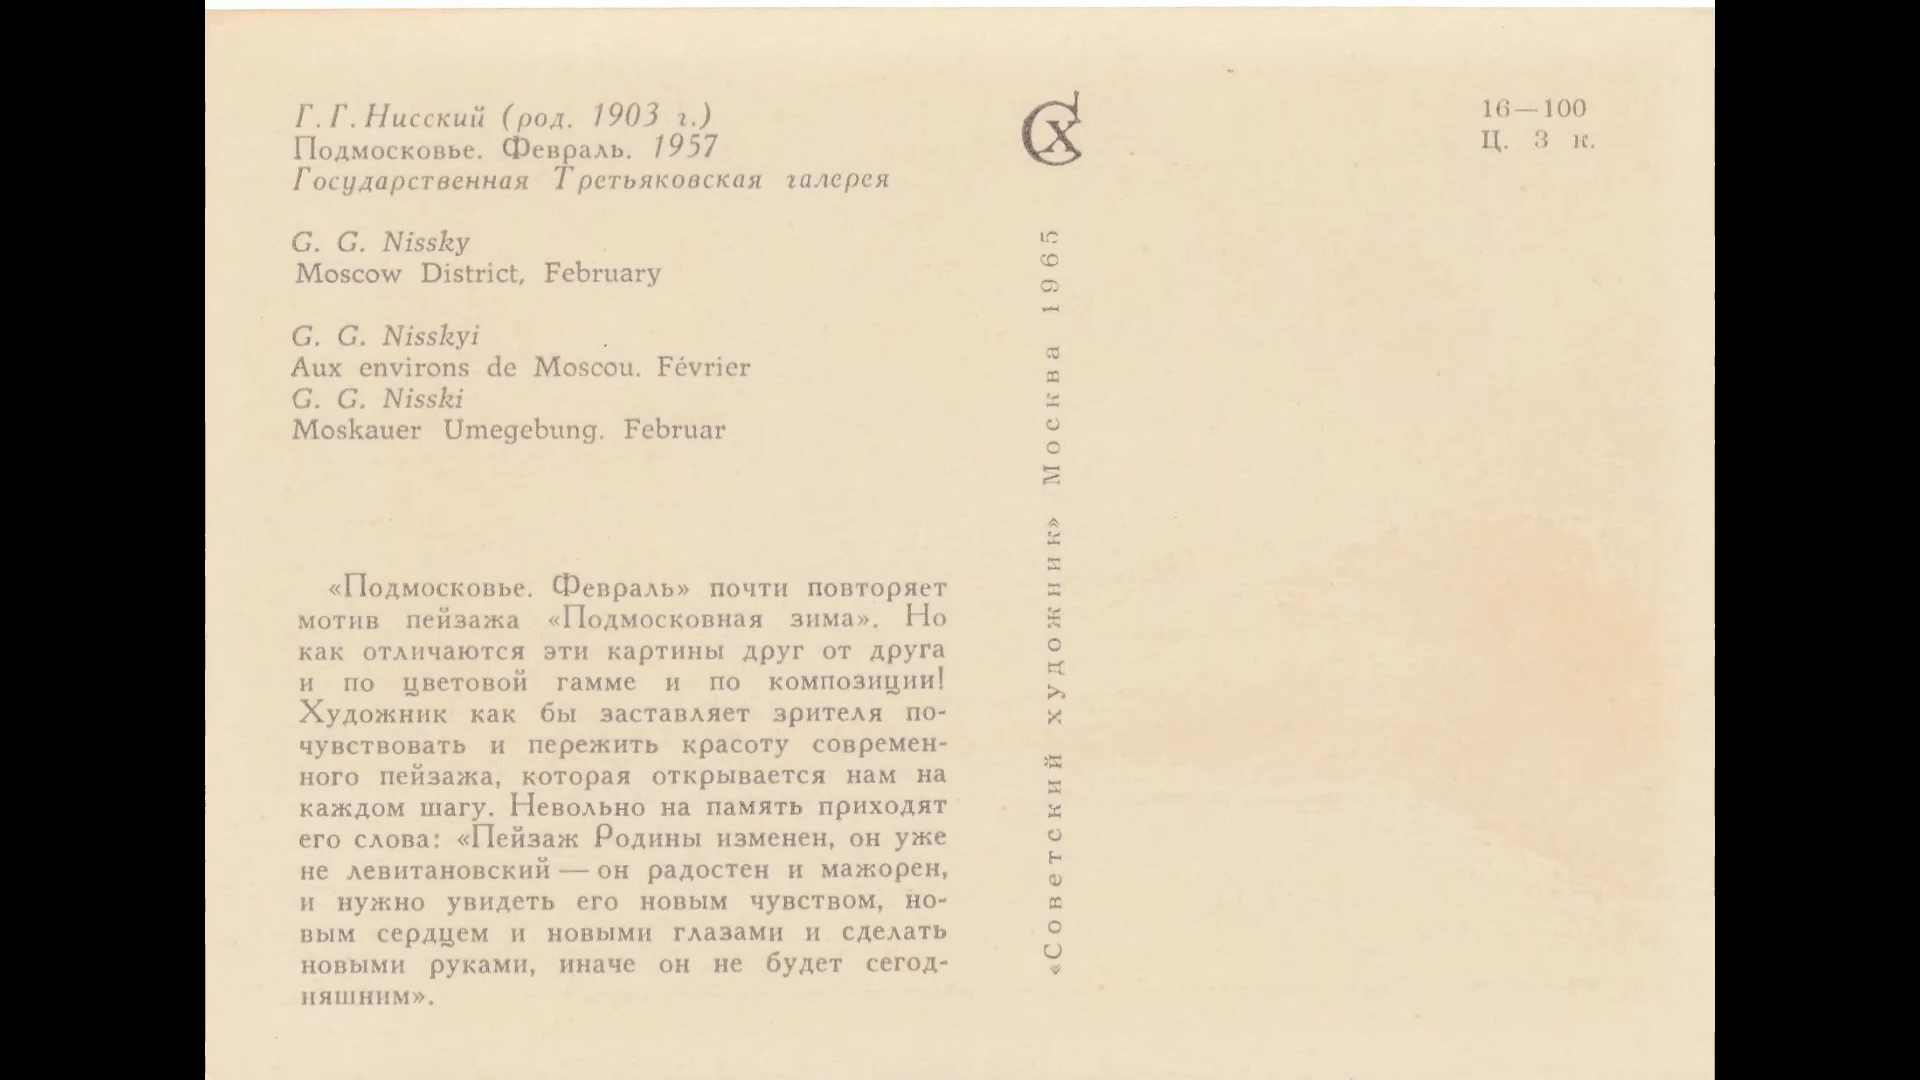 Г. Г. Нисский (род. 1903 г.)
Подмосковье. Февраль. 1957
Государственная Третьяковская галерея
G. G. Nissky
Moscow District, February
G. G. Nisskyi
Aux environs de Moscou. Février
G. G. Nisski
Moskauer Umegebung. Februar
«Подмосковье. Февраль» почти повторяет
мотив пейзажа «Подмосковная зима». Но
как отличаются эти картины друг от друга
и по цветовой гамме и по композиции!
Художник как бы заставляет зрителя по-
чувствовать и пережить красоту современ-
ного пейзажа, которая открывается нам на
каждом шагу. Невольно на память приходят
его слова: «Пейзаж Родины изменен, он уже
не левитановский — он радостен и мажорен,
и нужно увидеть его новым чувством, но-
вым сердцем и новыми глазами и сделать
новыми руками, иначе он не будет сегод-
няшним».
СХ
«Советский художник» Москва 1965
16—100
Ц. 3 к.